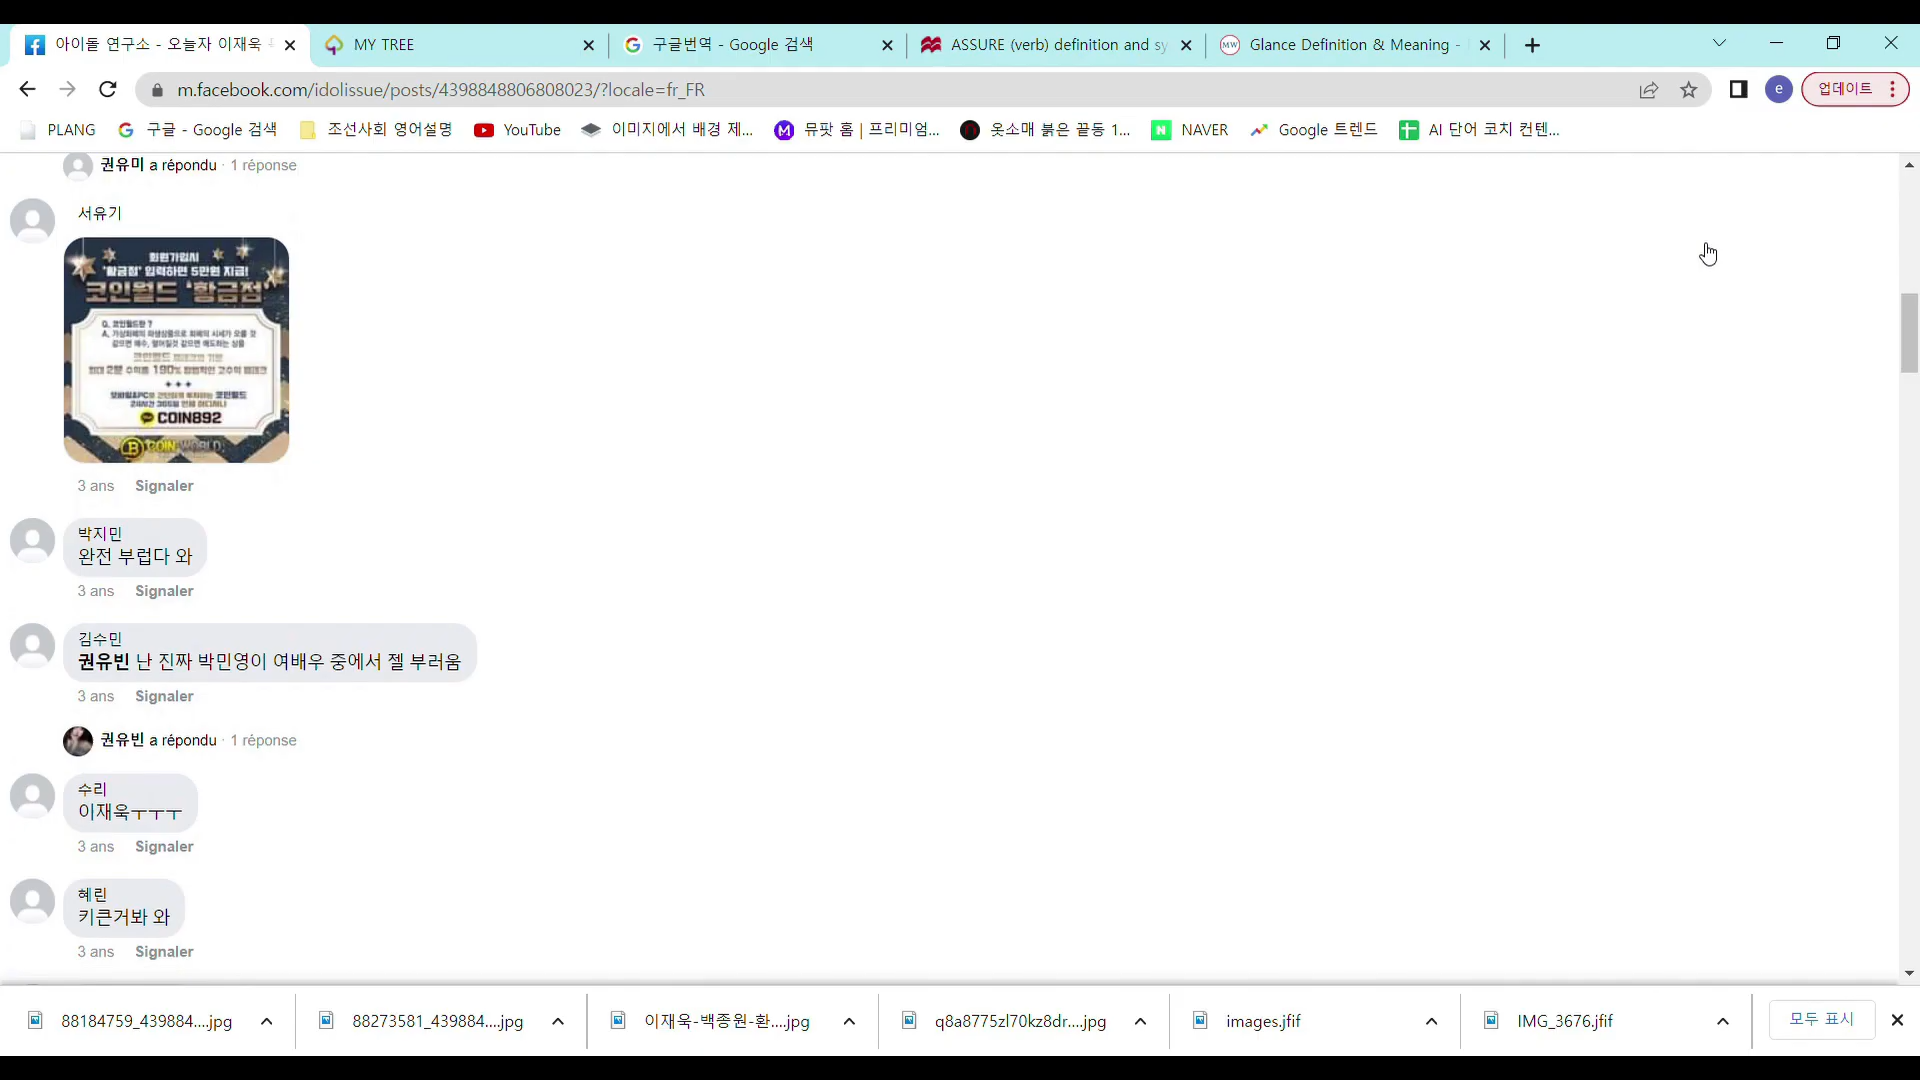 아이돌 연구소 - 오늘자 이재욱
MY TREE
구글번역 - Google 검색
ASSURE (verb) definition and sy
Glance Definition & Meaning -
m.facebook.com/idolissue/posts/4398848806808023/?locale=fr_FR
e
업데이트
PLANG
구글 - Google 검색
조선사회 영어설명
YouTube
이미지에서 배경 제...
뮤팟 홈 | 프리미엄...
옷소매 붉은 끝동 1...
NAVER
Google 트렌드
AI 단어 코치 컨텐...
권유미 a répondu · 1 réponse
서유기
회원가입시
'황금점' 입력하면 5만원 지급!
코인월드 '황금점'
Q. 코인월드란 ?
COIN892
COIN WORLD
3 ans Signaler
박지민
완전 부럽다 와
3 ans Signaler
김수민
권유빈 난 진짜 박민영이 여배우 중에서 젤 부러움
3 ans Signaler
권유빈 a répondu · 1 réponse
수리
이재욱ㅜㅜㅜ
3 ans Signaler
혜린
키큰거봐 와
3 ans Signaler
88184759_439884....jpg
88273581_439884....jpg
이재욱-백종원-환....jpg
q8a8775zl70kz8dr....jpg
images.jfif
IMG_3676.jfif
모두 표시